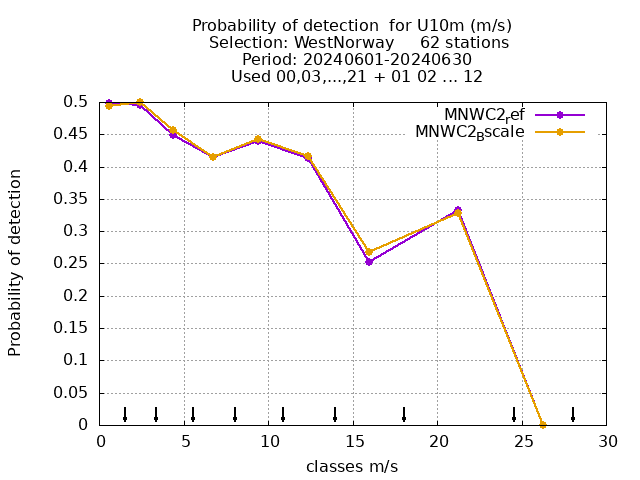 Probability of detection  for U10m (m/s)
Selection: WestNorway     62 stations
Period: 20240601-20240630
Used 00,03,...,21 + 01 02 ... 12
MNWC2ref
MNWC2Bscale
Probability of detection
0.5
0.45
0.4
0.35
0.3
0.25
0.2
0.15
0.1
0.05
0
0 5 10 15 20 25 30
classes m/s